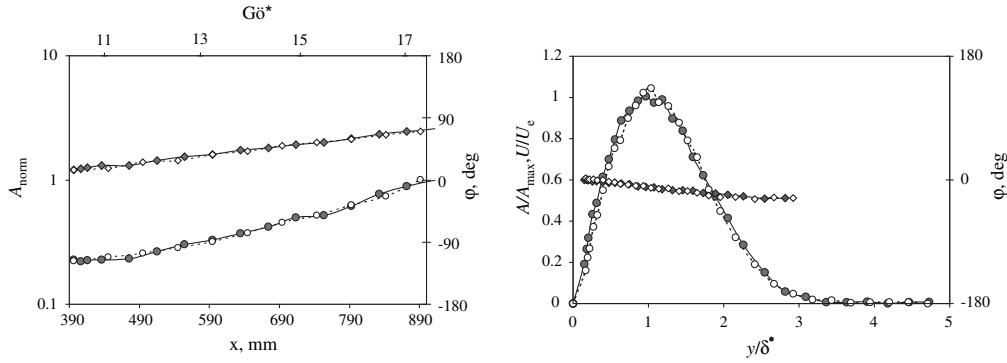 Gö*
11 13 15 17
10 180
90
1 0
-90
0.1 -180
390 490 590 690 790 890
x, mm
A_norm
φ, deg
1.2 180
1
0.8
0.6 0
0.4
0.2
0 -180
0 1 2 3 4 5
y/δ*
A/A_max, U/U_e
φ, deg